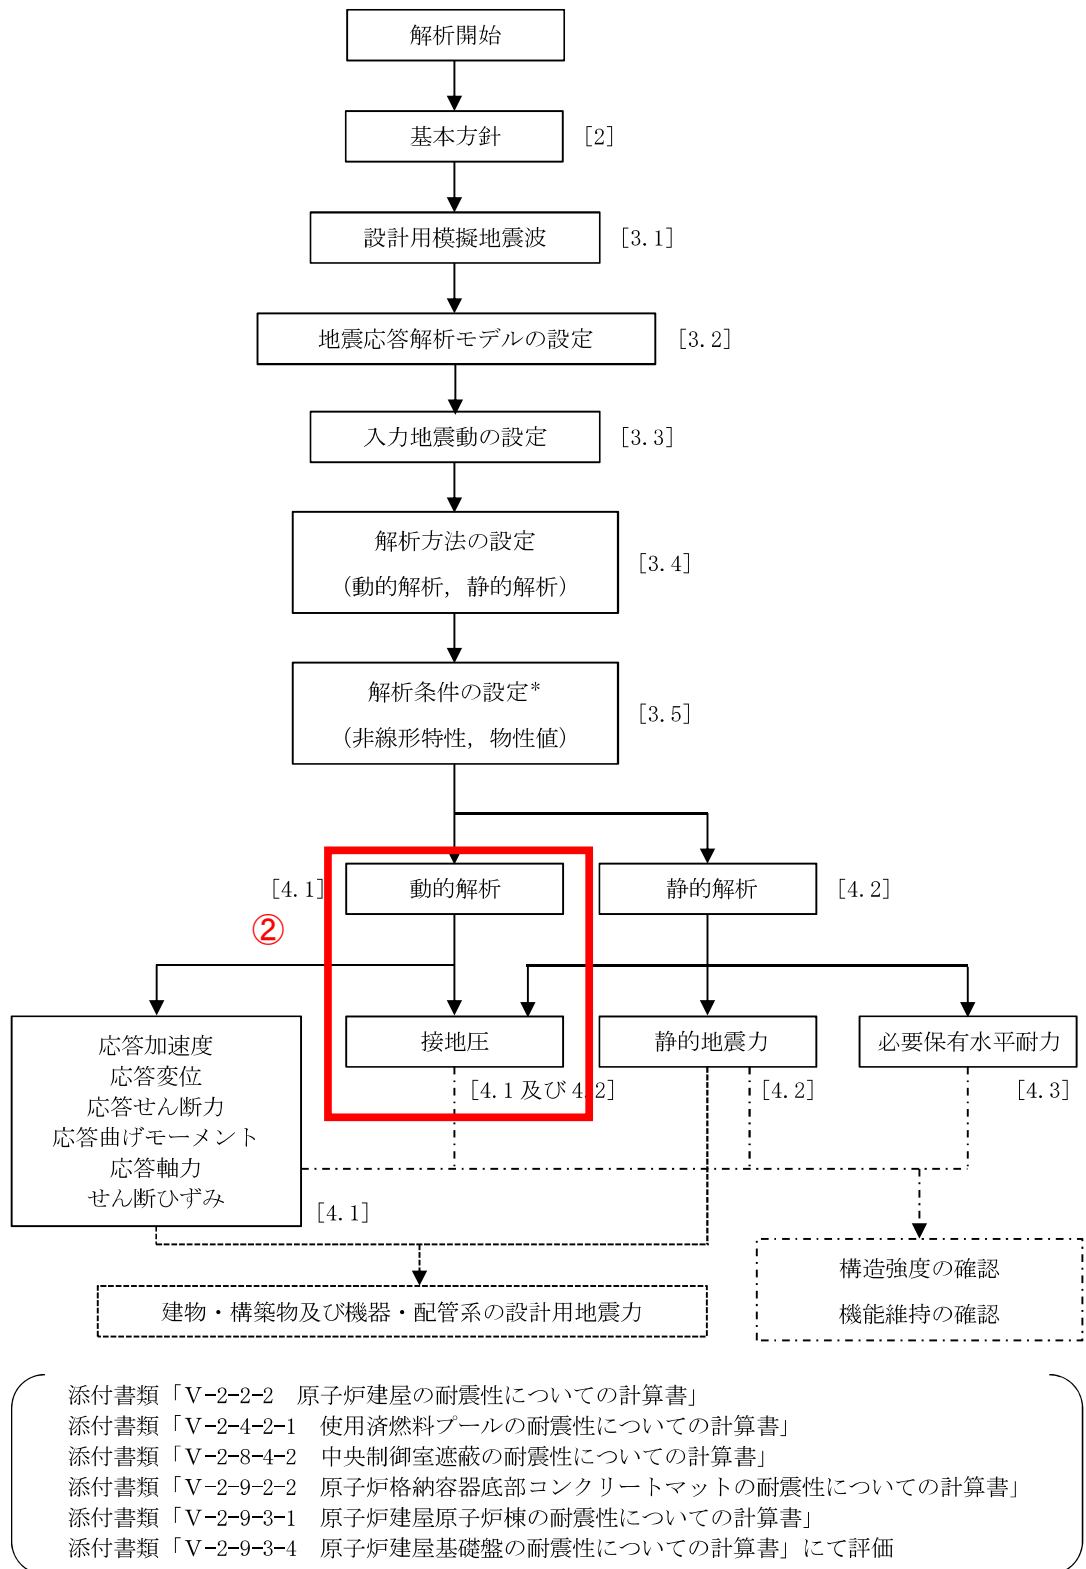 解析開始
基本方針 [2]
設計用模擬地震波 [3.1]
地震応答解析モデルの設定 [3.2]
入力地震動の設定 [3.3]
解析方法の設定
(動的解析，静的解析) [3.4]
解析条件の設定*
(非線形特性，物性値) [3.5]
[4.1] 動的解析 静的解析 [4.2]
②
応答加速度
応答変位
応答せん断力
応答曲げモーメント
応答軸力
せん断ひずみ
[4.1]
接地圧
[4.1 及び 4.2]
静的地震力
[4.2]
必要保有水平耐力
[4.3]
建物・構築物及び機器・配管系の設計用地震力
構造強度の確認
機能維持の確認
添付書類「Ⅴ-2-2-2 原子炉建屋の耐震性についての計算書」
添付書類「Ⅴ-2-4-2-1 使用済燃料プールの耐震性についての計算書」
添付書類「Ⅴ-2-8-4-2 中央制御室遮蔽の耐震性についての計算書」
添付書類「Ⅴ-2-9-2-2 原子炉格納容器底部コンクリートマットの耐震性についての計算書」
添付書類「Ⅴ-2-9-3-1 原子炉建屋原子炉棟の耐震性についての計算書」
添付書類「Ⅴ-2-9-3-4 原子炉建屋基礎盤の耐震性についての計算書」にて評価